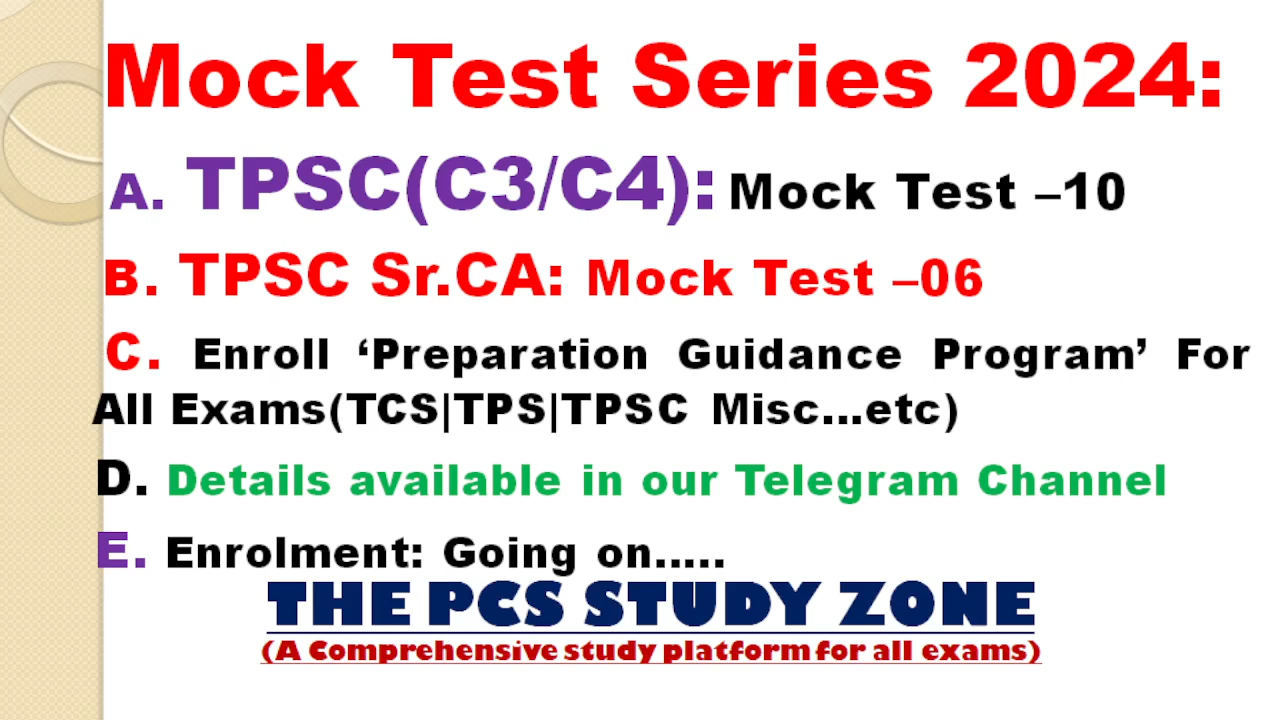 Mock Test Series 2024:
A. TPSC(C3/C4): Mock Test –10
B. TPSC Sr.CA: Mock Test –06
C. Enroll ‘Preparation Guidance Program’ For
All Exams(TCS|TPS|TPSC Misc...etc)
D. Details available in our Telegram Channel
E. Enrolment: Going on.....
THE PCS STUDY ZONE
(A Comprehensive study platform for all exams)